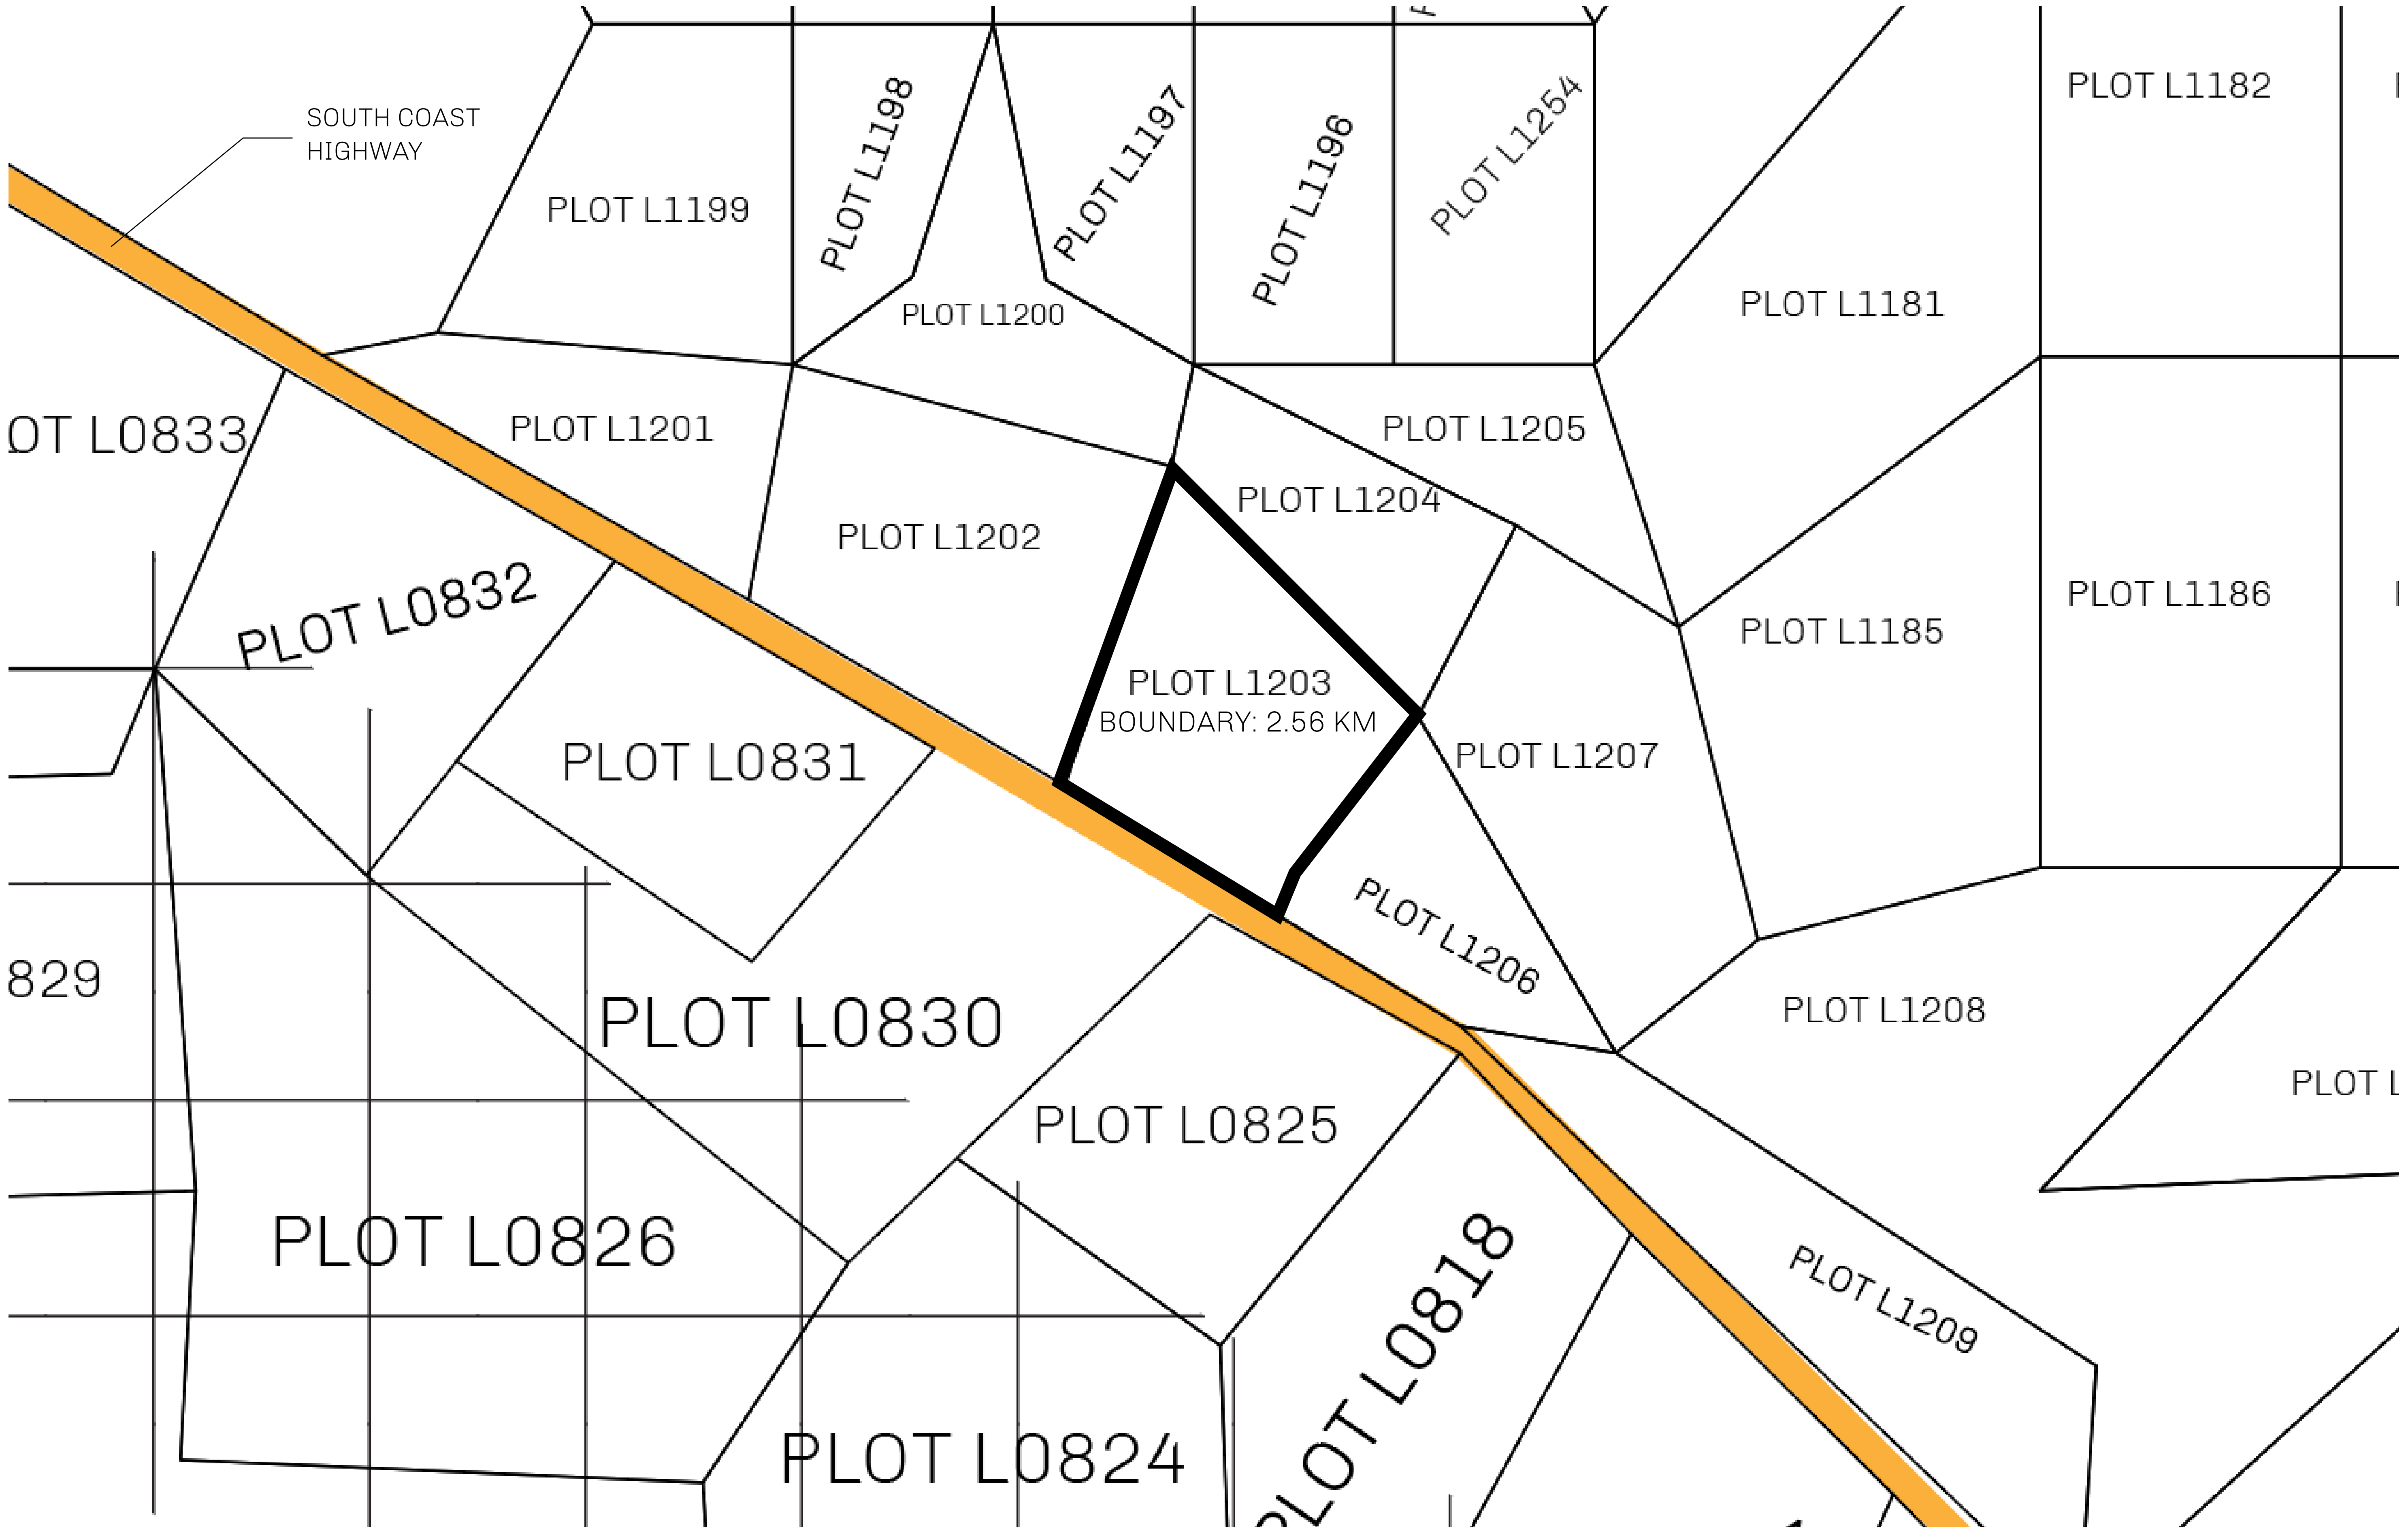 PLOT L1182
SOUTH COAST
HIGHWAY
PLOT L1198
PLOT L1197
PLOT L1196
PLOT L1254
PLOT L1199
PLOT L1200
PLOT L1181
OT L0833
PLOT L1201
PLOT L1205
PLOT L1204
PLOT L1202
PLOT L0832
PLOT L1186
PLOT L1185
PLOT L1203
BOUNDARY: 2.56 KM
PLOT L0831
PLOT L1207
PLOT L1206
829
PLOT L0830
PLOT L1208
PLOT L
PLOT L0825
PLOT L0826
PLOT L1209
PLOT L0818
PLOT L0824